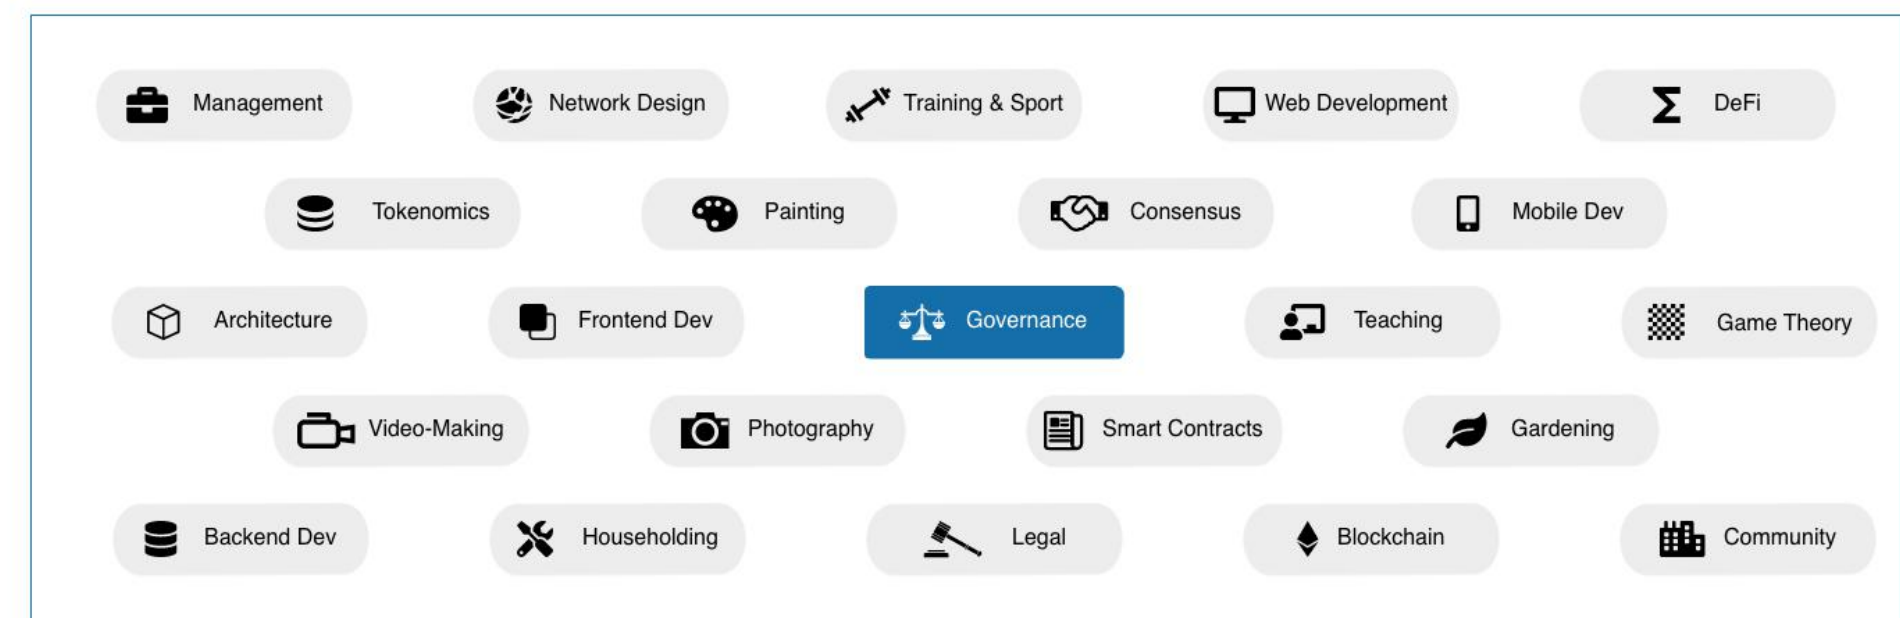 Management Network Design Training & Sport Web Development DeFi
Tokenomics Painting Consensus Mobile Dev
Architecture Frontend Dev Governance Teaching Game Theory
Video-Making Photography Smart Contracts Gardening
Backend Dev Householding Legal Blockchain Community